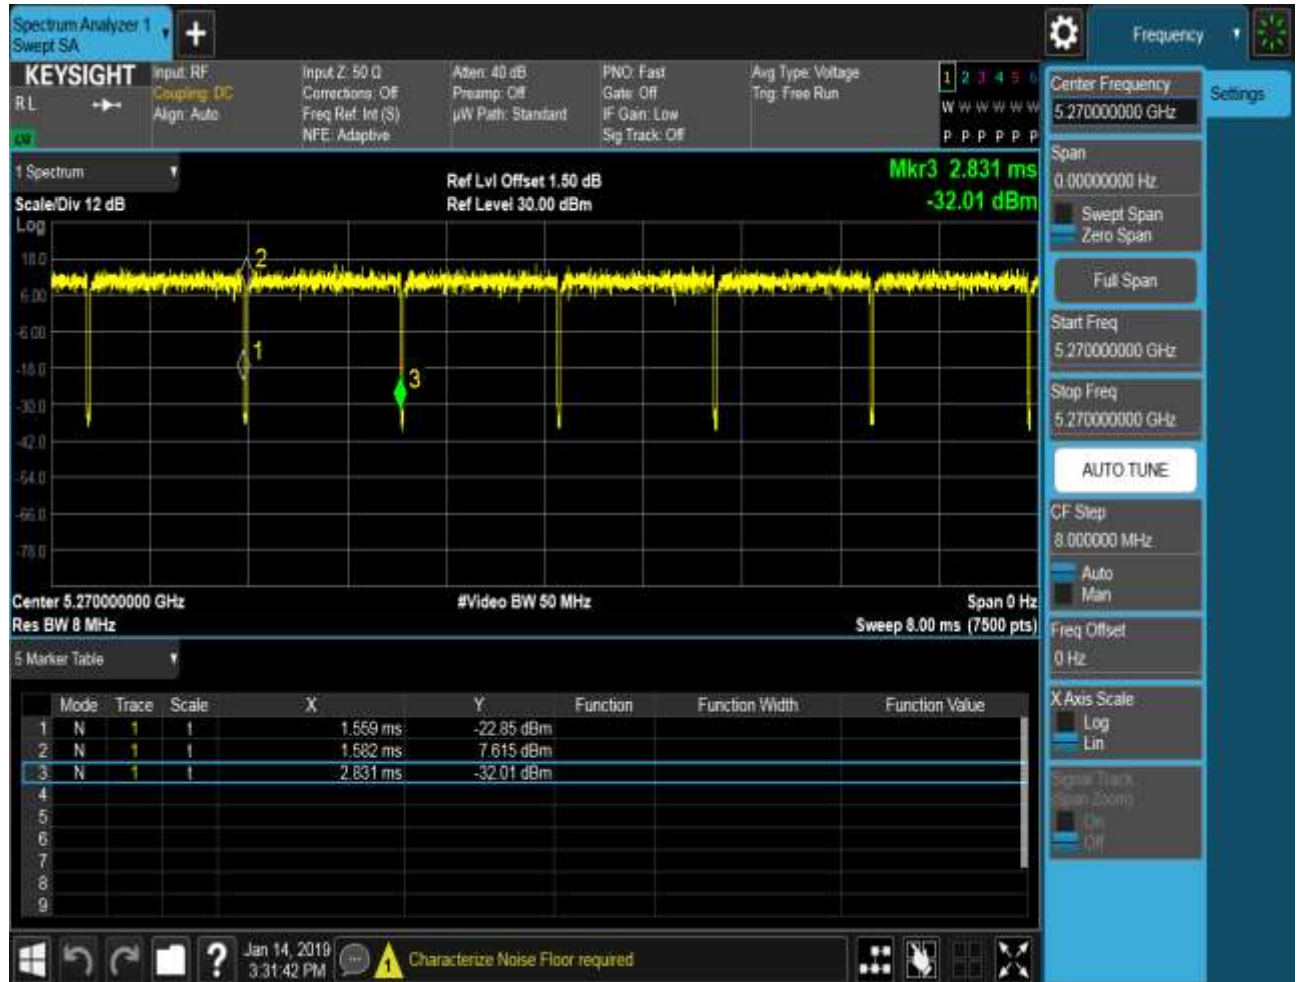 Spectrum Analyzer 1
Swept SA
+
Frequency
KEYSIGHT
R L
Input: RF
Coupling: DC
Align: Auto
Input Z: 50 Ω
Corrections: Off
Freq Ref: Int (S)
NFE: Adaptive
Atten: 40 dB
Preamp: Off
µW Path: Standard
PNO: Fast
Gate: Off
IF Gain: Low
Sig Track: Off
Avg Type: Voltage
Trig: Free Run
1 2 3 4 5 6
W W W W W W
P P P P P P
Center Frequency
5.270000000 GHz
Settings
1 Spectrum
Scale/Div 12 dB
Ref Lvl Offset 1.50 dB
Ref Level 30.00 dBm
Mkr3 2.831 ms
-32.01 dBm
Log
18.0
6.00
-6.00
-18.0
-30.0
-42.0
-54.0
-66.0
-78.0
2
1
3
Center 5.270000000 GHz
Res BW 8 MHz
#Video BW 50 MHz
Span 0 Hz
Sweep 8.00 ms (7500 pts)
Span
0.00000000 Hz
Swept Span
Zero Span
Full Span
Start Freq
5.270000000 GHz
Stop Freq
5.270000000 GHz
AUTO TUNE
CF Step
8.000000 MHz
Auto
Man
Freq Offset
0 Hz
X Axis Scale
Log
Lin
Signal Track
(Span Zoom)
On
Off
5 Marker Table
Mode Trace Scale X Y Function Function Width Function Value
1 N 1 t 1.559 ms -22.85 dBm
2 N 1 t 1.582 ms 7.615 dBm
3 N 1 t 2.831 ms -32.01 dBm
4
5
6
7
8
9
?
Jan 14, 2019
3:31:42 PM
Characterize Noise Floor required